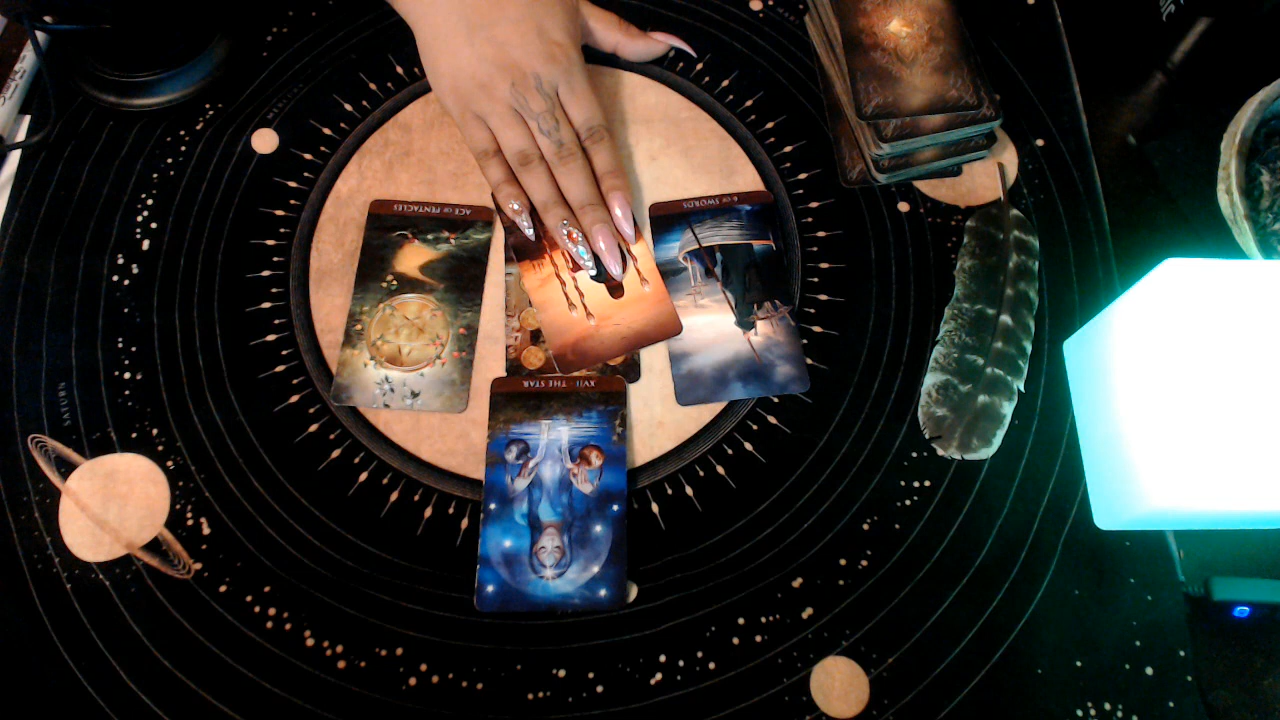 ACE OF PENTACLES
6 OF SWORDS
XVII · THE STAR
SATURN